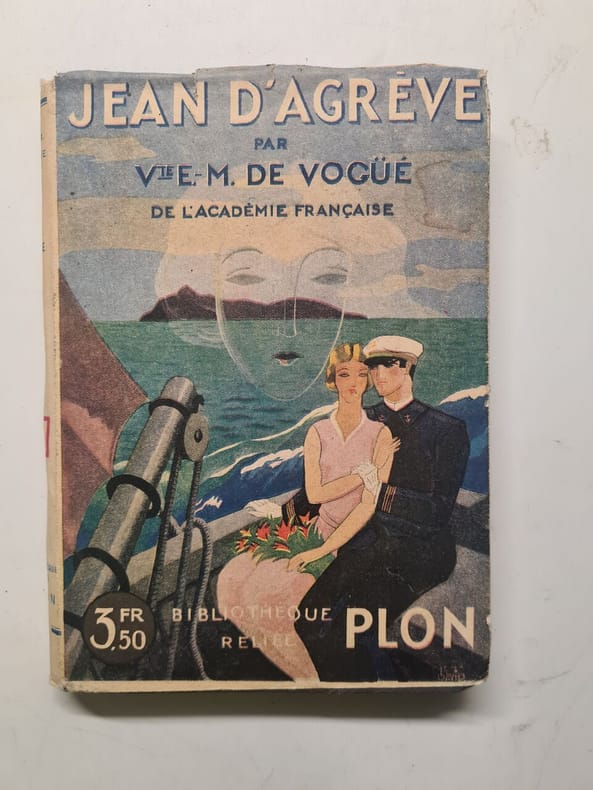 JEAN D'AGRÈVE
PAR
VTE E.-M. DE VOGÜÉ
DE L'ACADÉMIE FRANÇAISE
3 FR
,50
BIBLIOTHÈQUE
RELIÉE
PLON